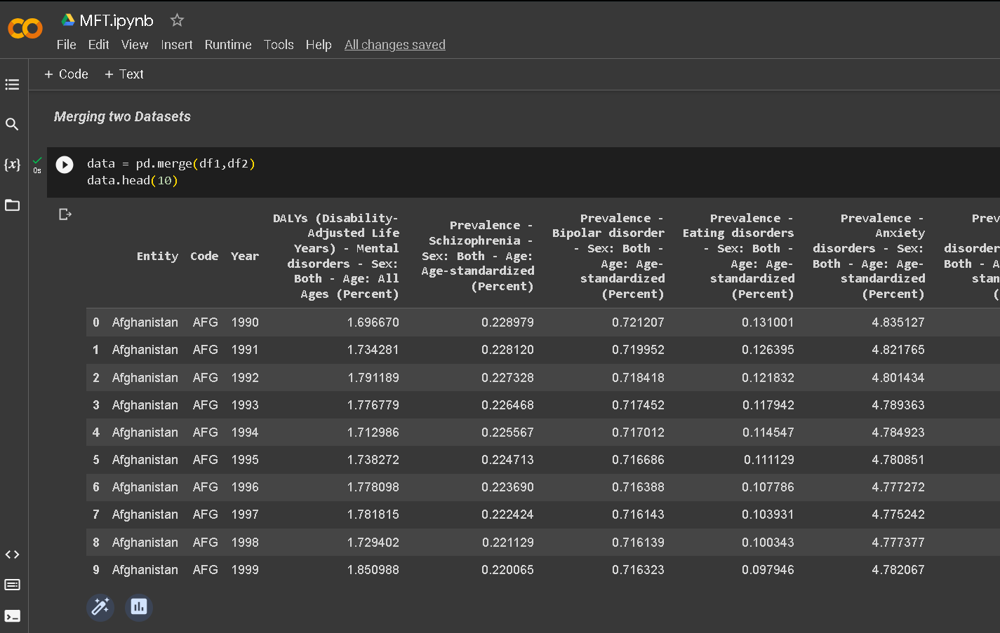 MFT.ipynb
File Edit View Insert Runtime Tools Help All changes saved
+ Code + Text
Merging two Datasets
{x}
0s
data = pd.merge(df1,df2)
data.head(10)
Entity Code Year
DALYs (Disability-
Adjusted Life
Years) - Mental
disorders - Sex:
Both - Age: All
Ages (Percent)
Prevalence -
Schizophrenia -
Sex: Both - Age:
Age-standardized
(Percent)
Prevalence -
Bipolar disorder
- Sex: Both -
Age: Age-
standardized
(Percent)
Prevalence -
Eating disorders
- Sex: Both -
Age: Age-
standardized
(Percent)
Prevalence -
Anxiety
disorders - Sex:
Both - Age: Age-
standardized
(Percent)
Prev
disorder
Both - A
stan
(
0 Afghanistan AFG 1990 1.696670 0.228979 0.721207 0.131001 4.835127
1 Afghanistan AFG 1991 1.734281 0.228120 0.719952 0.126395 4.821765
2 Afghanistan AFG 1992 1.791189 0.227328 0.718418 0.121832 4.801434
3 Afghanistan AFG 1993 1.776779 0.226468 0.717452 0.117942 4.789363
4 Afghanistan AFG 1994 1.712986 0.225567 0.717012 0.114547 4.784923
5 Afghanistan AFG 1995 1.738272 0.224713 0.716686 0.111129 4.780851
6 Afghanistan AFG 1996 1.778098 0.223690 0.716388 0.107786 4.777272
7 Afghanistan AFG 1997 1.781815 0.222424 0.716143 0.103931 4.775242
8 Afghanistan AFG 1998 1.729402 0.221129 0.716139 0.100343 4.777377
9 Afghanistan AFG 1999 1.850988 0.220065 0.716323 0.097946 4.782067